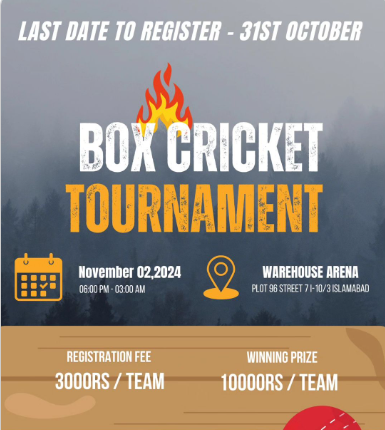 LAST DATE TO REGISTER - 31ST OCTOBER
BOX CRICKET
TOURNAMENT
November 02,2024
06:00 PM - 03:00 AM
WAREHOUSE ARENA
PLOT 96 STREET 7 I-10/3 ISLAMABAD
REGISTRATION FEE
3000RS / TEAM
WINNING PRIZE
10000RS / TEAM